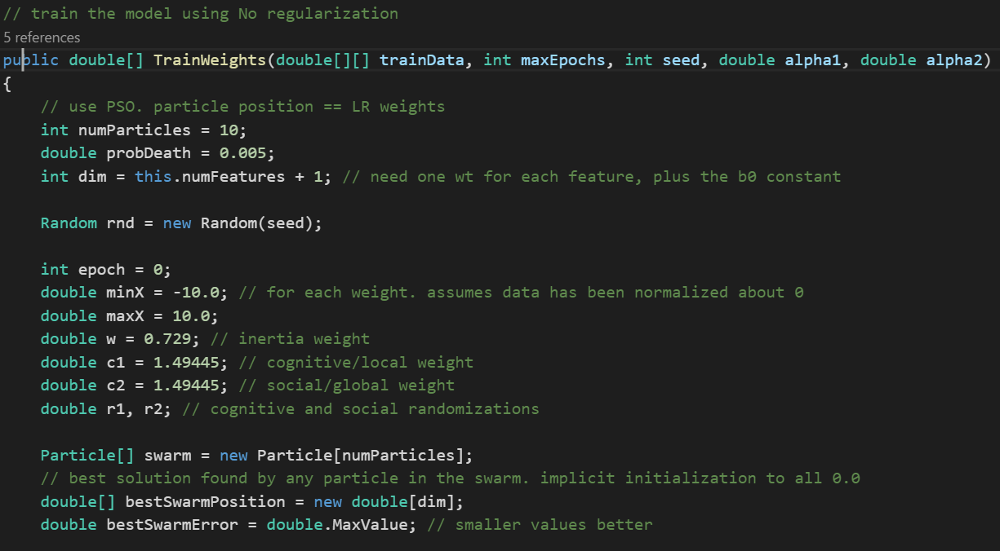 // train the model using No regularization
5 references
public double[] TrainWeights(double[][] trainData, int maxEpochs, int seed, double alpha1, double alpha2)
{
    // use PSO. particle position == LR weights
    int numParticles = 10;
    double probDeath = 0.005;
    int dim = this.numFeatures + 1; // need one wt for each feature, plus the b0 constant

    Random rnd = new Random(seed);

    int epoch = 0;
    double minX = -10.0; // for each weight. assumes data has been normalized about 0
    double maxX = 10.0;
    double w = 0.729; // inertia weight
    double c1 = 1.49445; // cognitive/local weight
    double c2 = 1.49445; // social/global weight
    double r1, r2; // cognitive and social randomizations

    Particle[] swarm = new Particle[numParticles];
    // best solution found by any particle in the swarm. implicit initialization to all 0.0
    double[] bestSwarmPosition = new double[dim];
    double bestSwarmError = double.MaxValue; // smaller values better